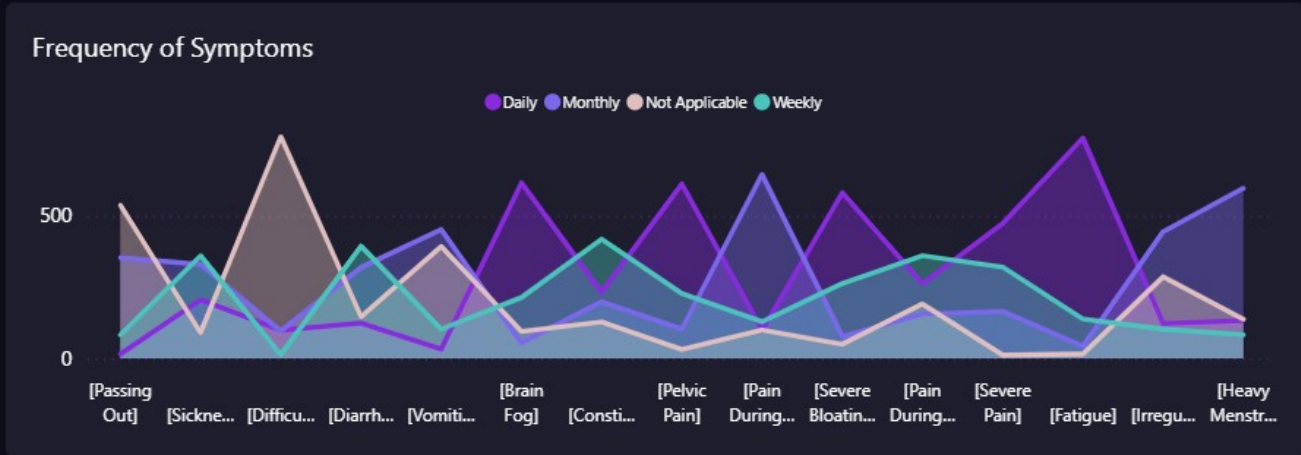 Frequency of Symptoms
Daily Monthly Not Applicable Weekly
500
0
[Passing Out]
[Sickne...
[Difficu...
[Diarrh...
[Vomiti...
[Brain Fog]
[Consti...
[Pelvic Pain]
[Pain During...
[Severe Bloatin...
[Pain During...
[Severe Pain]
[Fatigue]
[Irregu...
[Heavy Menstr...